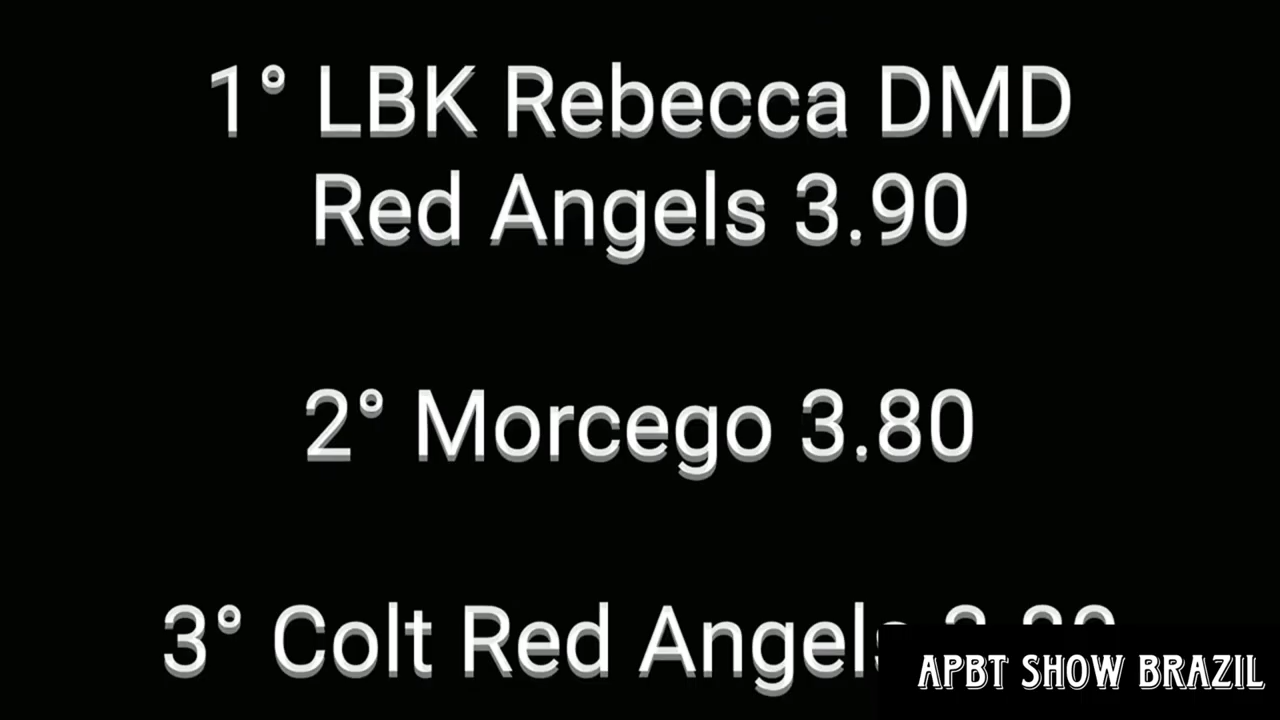 1° LBK Rebecca DMD
Red Angels 3.90
2° Morcego 3.80
3° Colt Red Angels
APBT SHOW BRAZIL